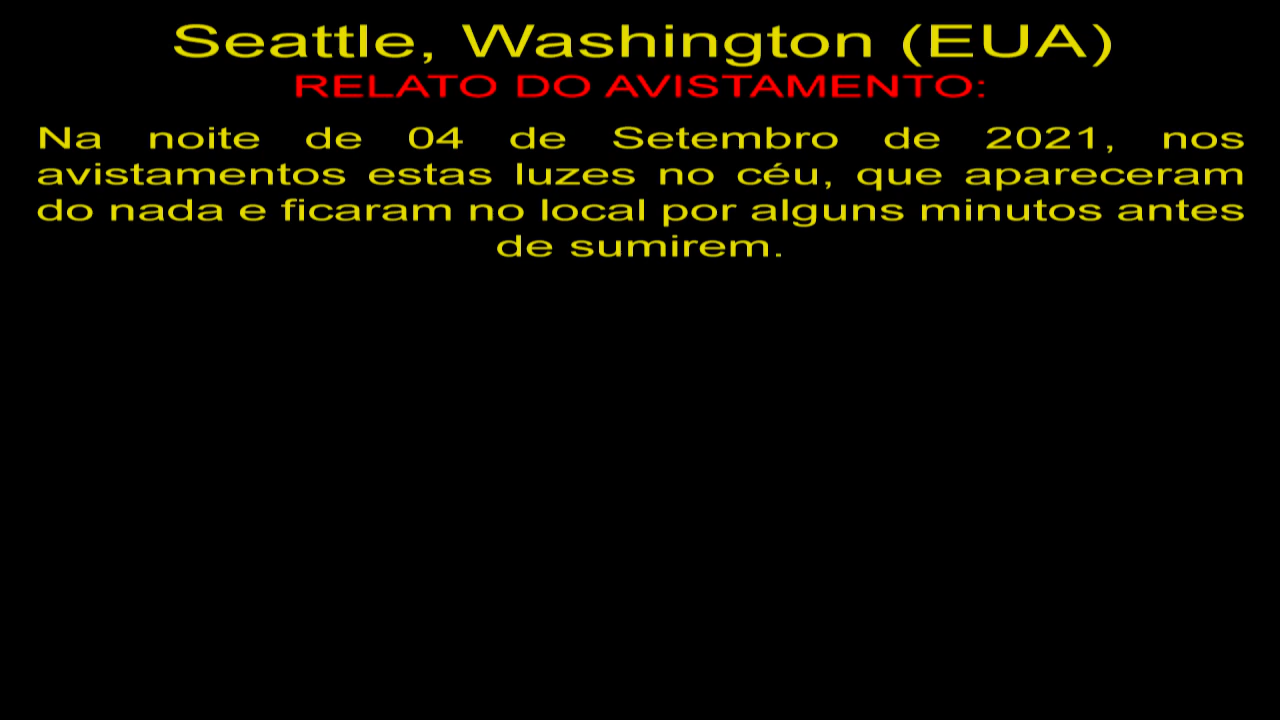 Seattle, Washington (EUA)
RELATO DO AVISTAMENTO:
Na noite de 04 de Setembro de 2021, nos
avistamentos estas luzes no céu, que apareceram
do nada e ficaram no local por alguns minutos antes
de sumirem.